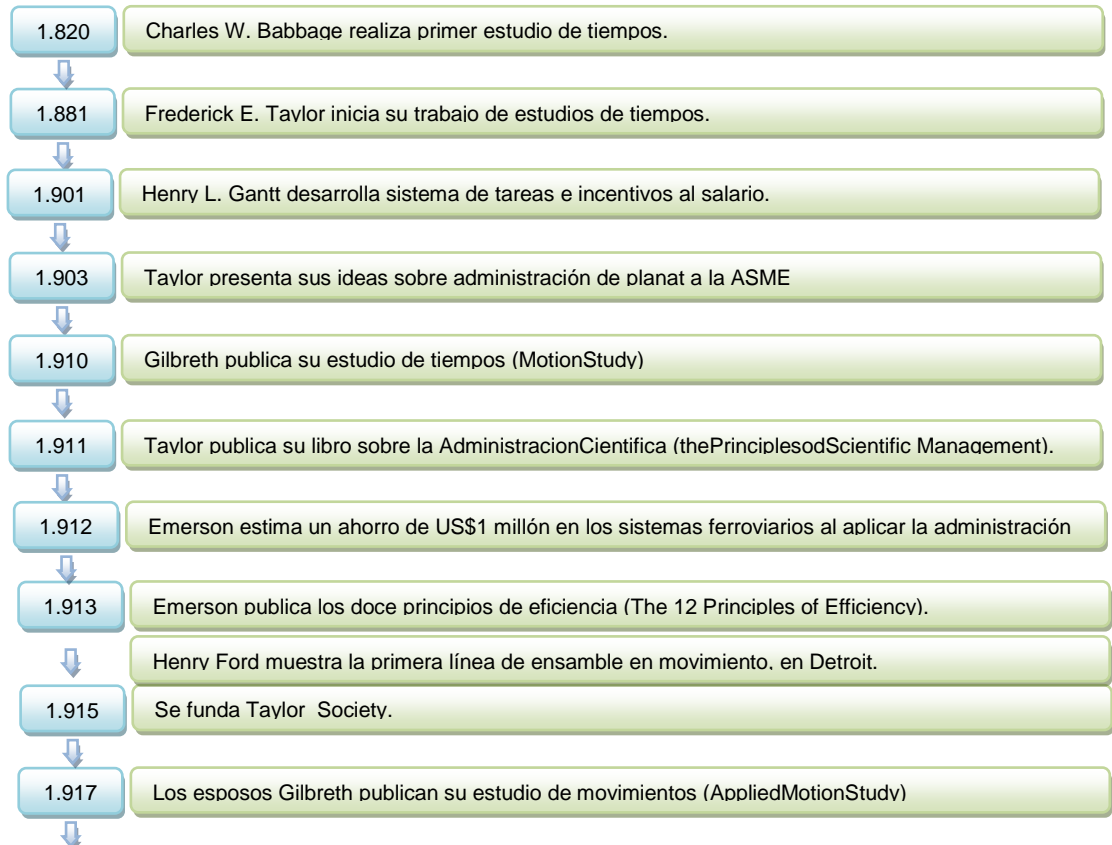 1.820
Charles W. Babbage realiza primer estudio de tiempos.
1.881
Frederick E. Taylor inicia su trabajo de estudios de tiempos.
1.901
Henry L. Gantt desarrolla sistema de tareas e incentivos al salario.
1.903
Taylor presenta sus ideas sobre administración de planat a la ASME
1.910
Gilbreth publica su estudio de tiempos (MotionStudy)
1.911
Taylor publica su libro sobre la AdministracionCientifica (thePrinciplesodScientific Management).
1.912
Emerson estima un ahorro de US$1 millón en los sistemas ferroviarios al aplicar la administración
1.913
Emerson publica los doce principios de eficiencia (The 12 Principles of Efficiency).
Henry Ford muestra la primera línea de ensamble en movimiento, en Detroit.
1.915
Se funda Taylor  Society.
1.917
Los esposos Gilbreth publican su estudio de movimientos (AppliedMotionStudy)